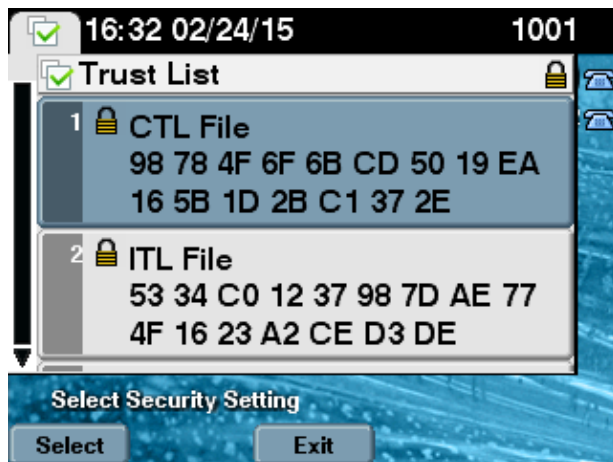 16:32 02/24/15 1001
Trust List
1 CTL File
98 78 4F 6F 6B CD 50 19 EA
16 5B 1D 2B C1 37 2E
2 ITL File
53 34 C0 12 37 98 7D AE 77
4F 16 23 A2 CE D3 DE
Select Security Setting
Select Exit